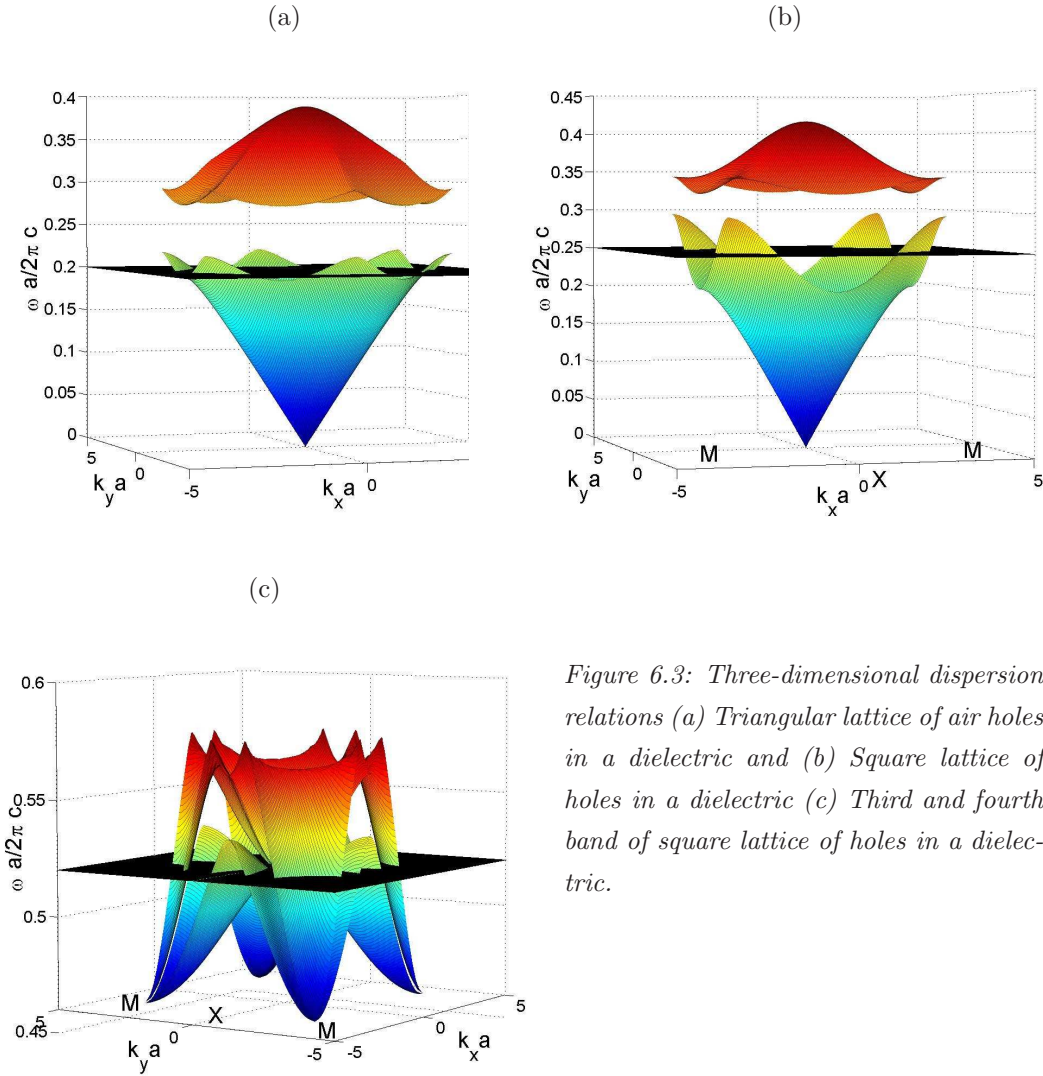 (a)
0.4
0.35
0.3
0.25
0.2
0.15
0.1
0.05
0
ω a/2π c
5
0
-5
0
k_y a
k_x a
(b)
0.45
0.4
0.35
0.3
0.25
0.2
0.15
0.1
0.05
0
ω a/2π c
5
0
-5
0
5
M
X
M
k_y a
k_x a
(c)
0.6
0.55
0.5
0.45
ω a/2π c
5
0
-5
-5
0
5
M
X
M
k_y a
k_x a
Figure 6.3: Three-dimensional dispersion
relations (a) Triangular lattice of air holes
in a dielectric and (b) Square lattice of
holes in a dielectric (c) Third and fourth
band of square lattice of holes in a dielec-
tric.